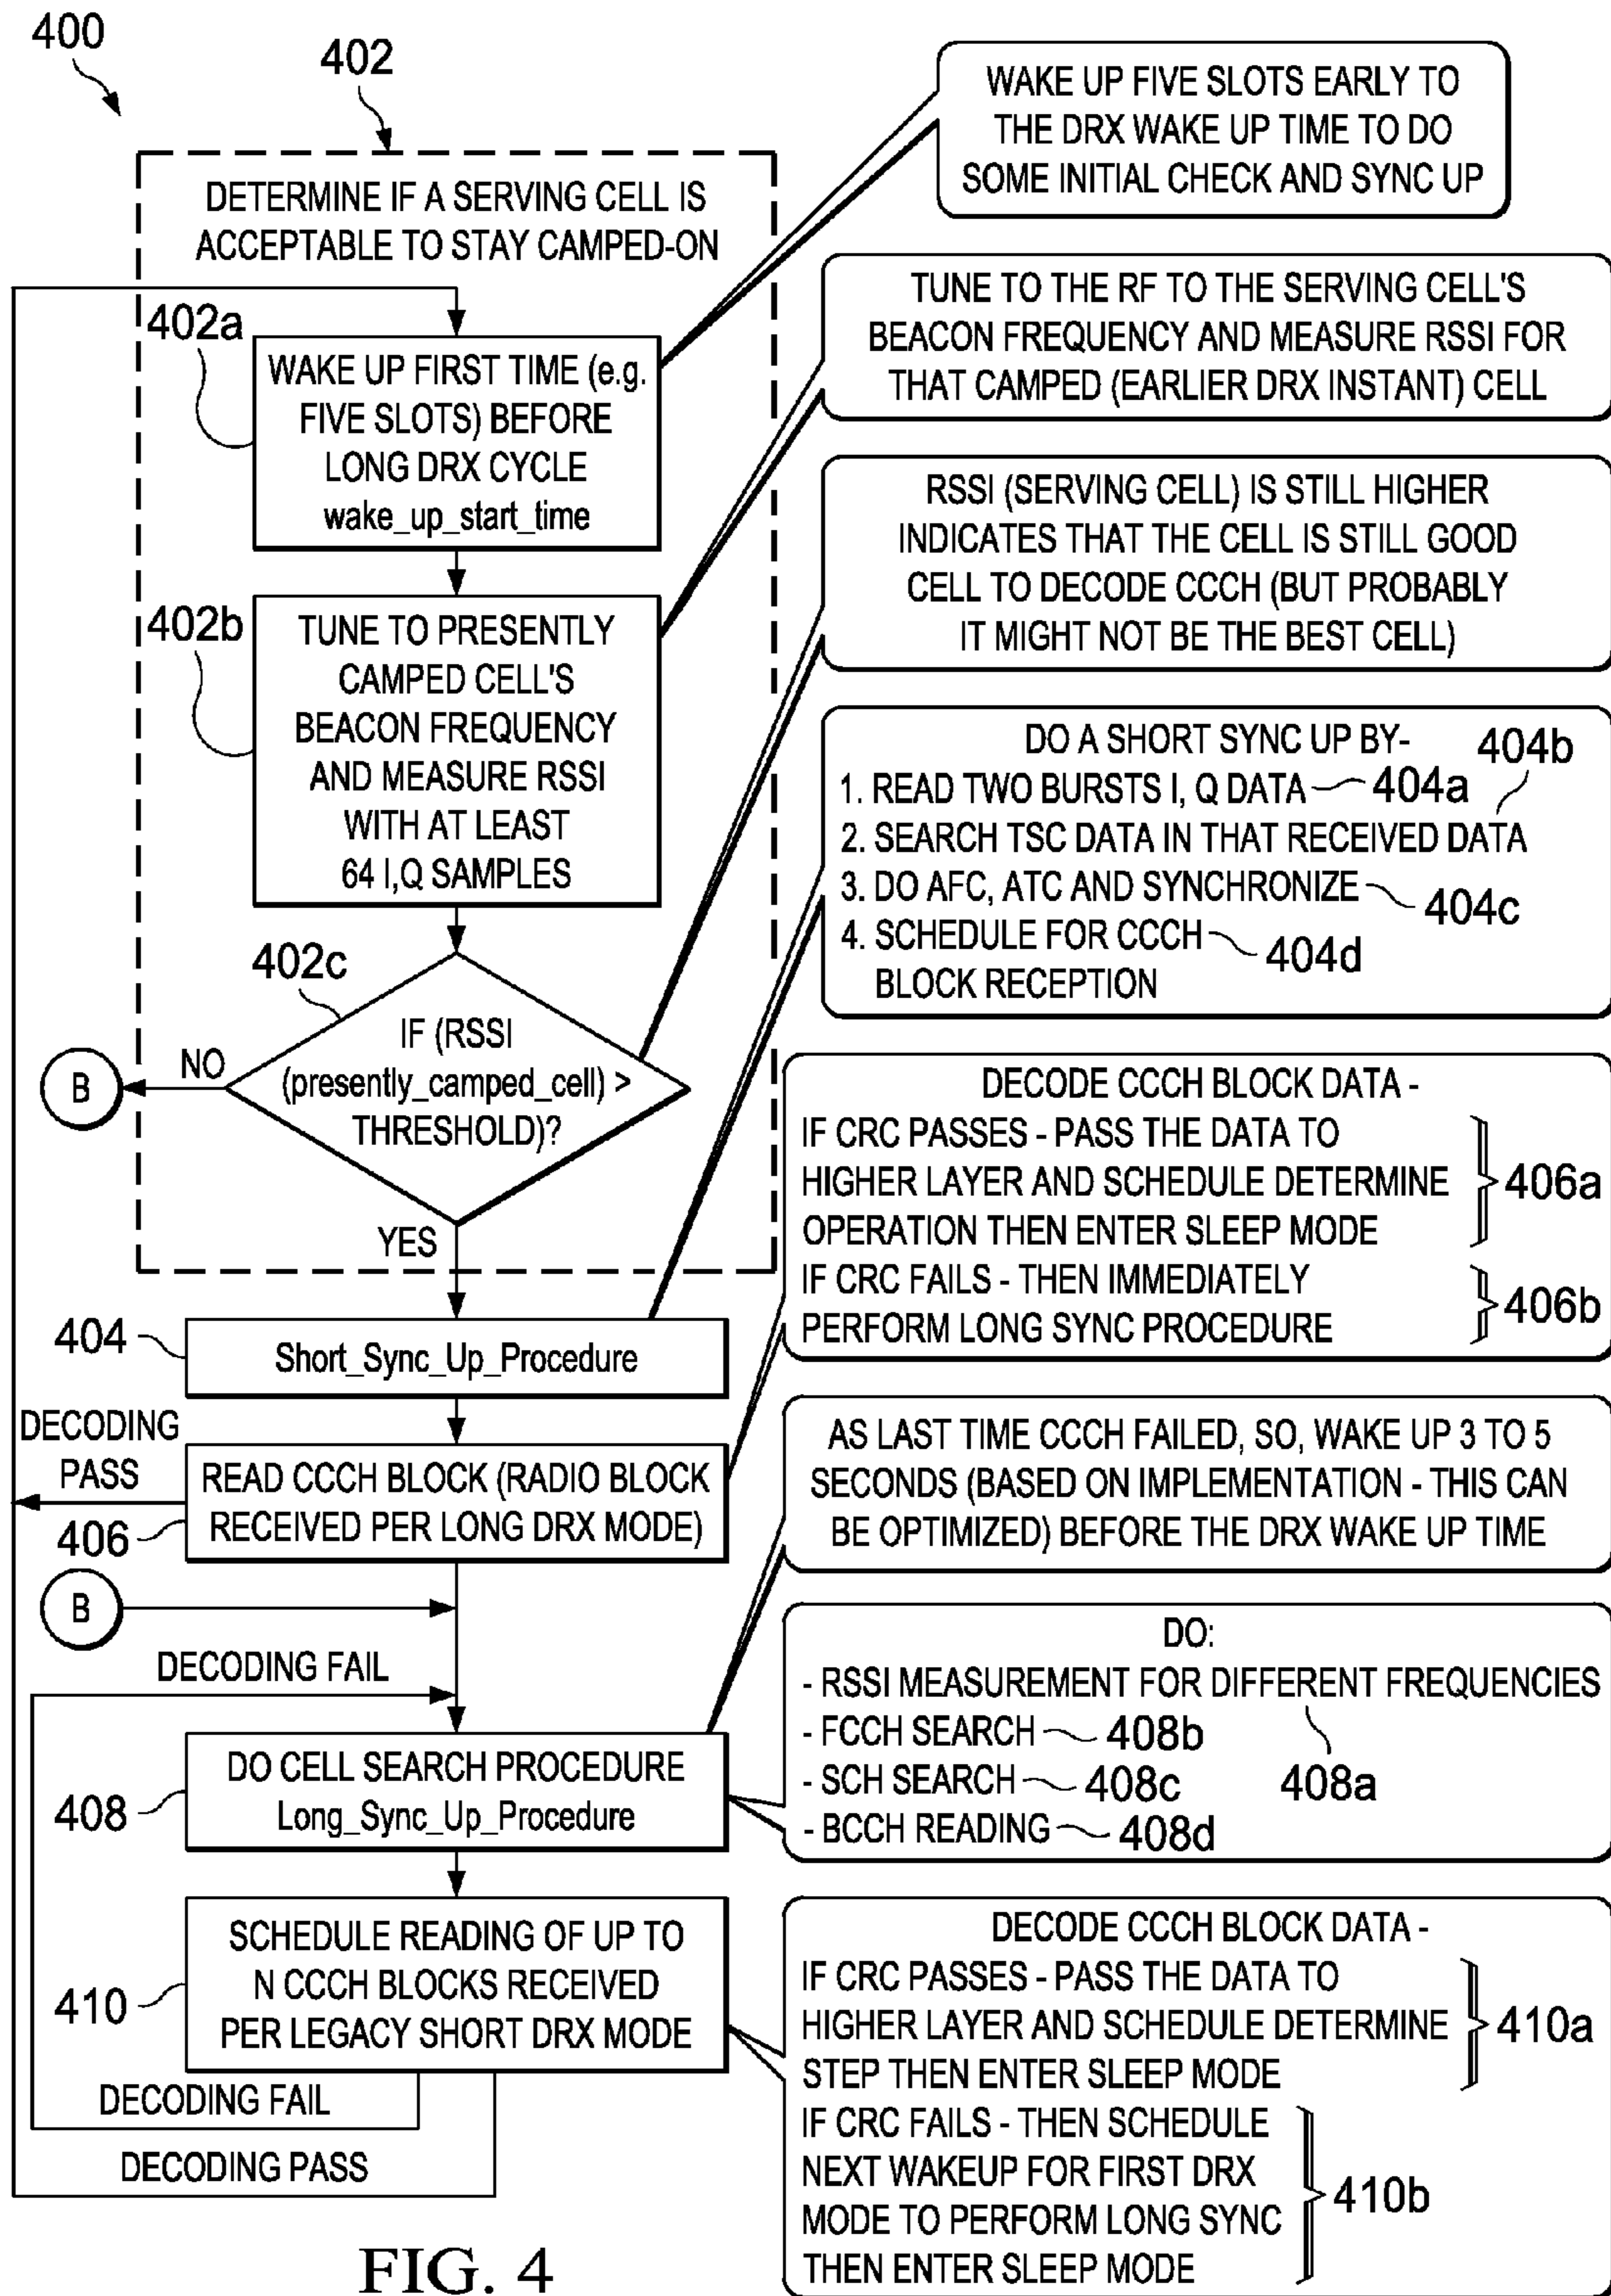 400
402
DETERMINE IF A SERVING CELL IS
ACCEPTABLE TO STAY CAMPED-ON
402a
WAKE UP FIRST TIME (e.g.
FIVE SLOTS) BEFORE
LONG DRX CYCLE
wake_up_start_time
WAKE UP FIVE SLOTS EARLY TO
THE DRX WAKE UP TIME TO DO
SOME INITIAL CHECK AND SYNC UP
402b
TUNE TO PRESENTLY
CAMPED CELL'S
BEACON FREQUENCY
AND MEASURE RSSI
WITH AT LEAST
64 I,Q SAMPLES
TUNE TO THE RF TO THE SERVING CELL'S
BEACON FREQUENCY AND MEASURE RSSI FOR
THAT CAMPED (EARLIER DRX INSTANT) CELL
402c
IF (RSSI
(presently_camped_cell) >
THRESHOLD)?
NO
B
YES
RSSI (SERVING CELL) IS STILL HIGHER
INDICATES THAT THE CELL IS STILL GOOD
CELL TO DECODE CCCH (BUT PROBABLY
IT MIGHT NOT BE THE BEST CELL)
404
Short_Sync_Up_Procedure
DO A SHORT SYNC UP BY-
404b
1. READ TWO BURSTS I, Q DATA
404a
2. SEARCH TSC DATA IN THAT RECEIVED DATA
3. DO AFC, ATC AND SYNCHRONIZE
404c
4. SCHEDULE FOR CCCH
404d
BLOCK RECEPTION
DECODING
PASS
406
READ CCCH BLOCK (RADIO BLOCK
RECEIVED PER LONG DRX MODE)
DECODE CCCH BLOCK DATA -
IF CRC PASSES - PASS THE DATA TO
HIGHER LAYER AND SCHEDULE DETERMINE
OPERATION THEN ENTER SLEEP MODE
406a
IF CRC FAILS - THEN IMMEDIATELY
PERFORM LONG SYNC PROCEDURE
406b
B
DECODING FAIL
408
DO CELL SEARCH PROCEDURE
Long_Sync_Up_Procedure
AS LAST TIME CCCH FAILED, SO, WAKE UP 3 TO 5
SECONDS (BASED ON IMPLEMENTATION - THIS CAN
BE OPTIMIZED) BEFORE THE DRX WAKE UP TIME
DO:
- RSSI MEASUREMENT FOR DIFFERENT FREQUENCIES
- FCCH SEARCH
408b
- SCH SEARCH
408c
408a
- BCCH READING
408d
410
SCHEDULE READING OF UP TO
N CCCH BLOCKS RECEIVED
PER LEGACY SHORT DRX MODE
DECODING FAIL
DECODING PASS
DECODE CCCH BLOCK DATA -
IF CRC PASSES - PASS THE DATA TO
HIGHER LAYER AND SCHEDULE DETERMINE
STEP THEN ENTER SLEEP MODE
410a
IF CRC FAILS - THEN SCHEDULE
NEXT WAKEUP FOR FIRST DRX
MODE TO PERFORM LONG SYNC
THEN ENTER SLEEP MODE
410b
FIG. 4